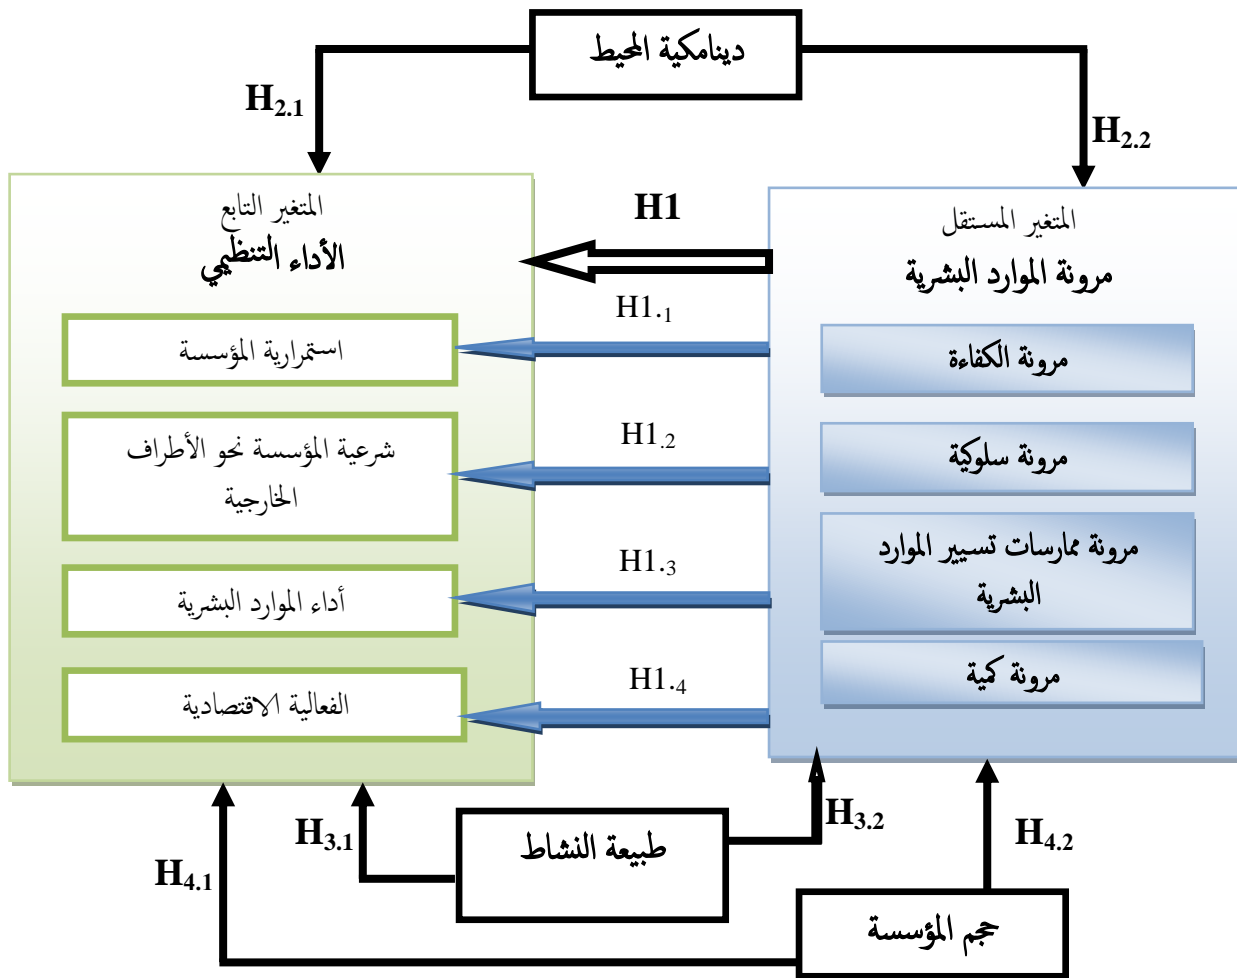 دينامكية المحيط
H2.1
H2.2
المتغير المستقل
مرونة الموارد البشرية
مرونة الكفاءة
مرونة سلوكية
مرونة ممارسات تسيير الموارد
البشرية
مرونة كمية
H1
H1.1
H1.2
H1.3
H1.4
المتغير التابع
الأداء التنظيمي
استمرارية المؤسسة
شرعية المؤسسة نحو الأطراف
الخارجية
أداء الموارد البشرية
الفعالية الاقتصادية
H3.2
H3.1
طبيعة النشاط
H4.2
H4.1
حجم المؤسسة